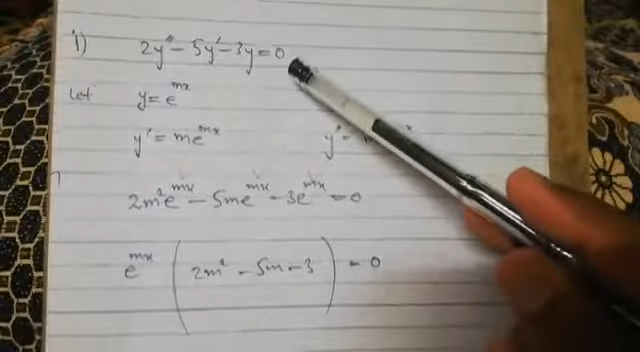 1) 2y" - 5y' - 3y = 0
Let y = e^mx
y' = me^mx y" =
2m²e^mx - 5me^mx - 3e^mx = 0
e^mx (2m² - 5m - 3) = 0